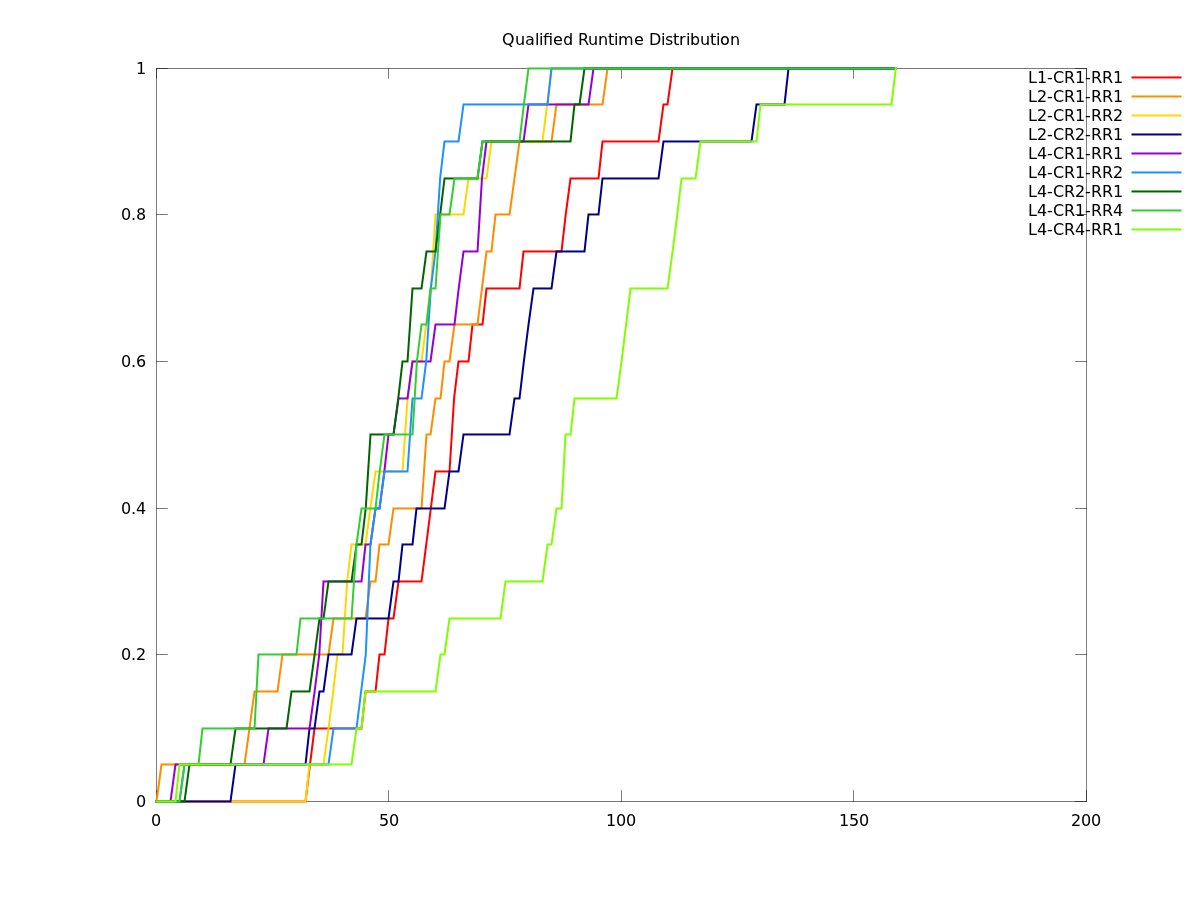 Qualified Runtime Distribution
1
0.8
0.6
0.4
0.2
0
0
50
100
150
200
L1-CR1-RR1
L2-CR1-RR1
L2-CR1-RR2
L2-CR2-RR1
L4-CR1-RR1
L4-CR1-RR2
L4-CR2-RR1
L4-CR1-RR4
L4-CR4-RR1